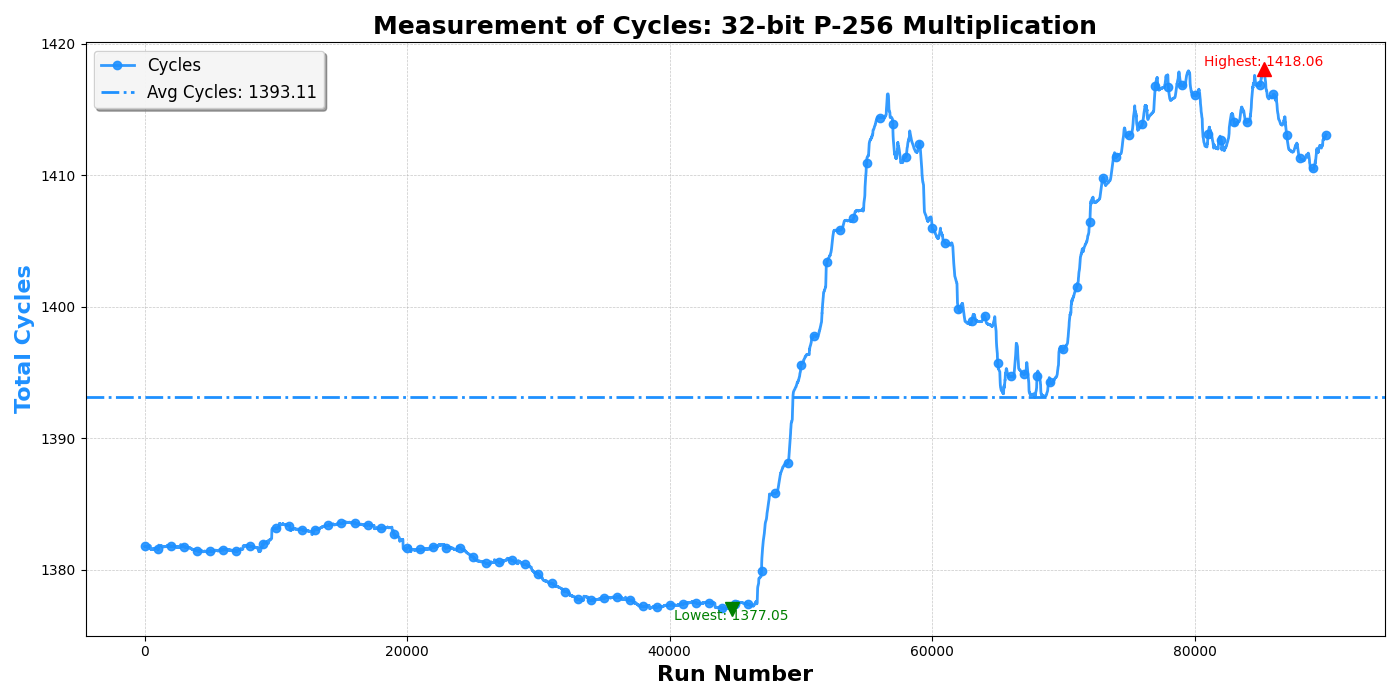 Measurement of Cycles: 32-bit P-256 Multiplication
Cycles
Avg Cycles: 1393.11
Highest: 1418.06
Lowest: 1377.05
Total Cycles
1420
1410
1400
1390
1380
0
20000
40000
60000
80000
Run Number